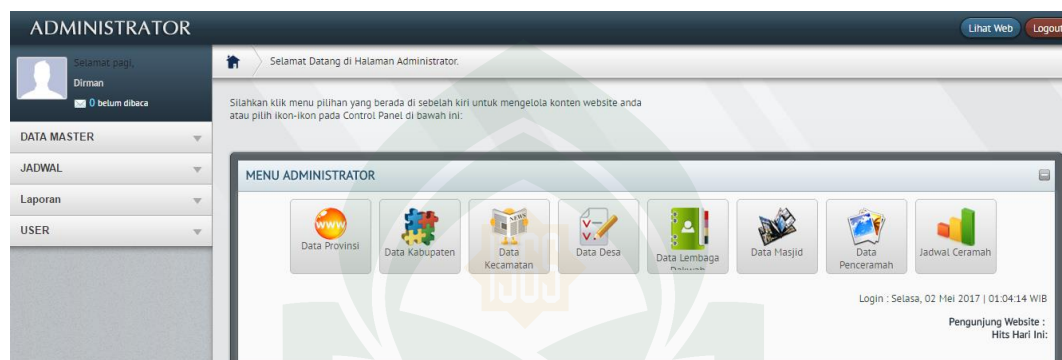 ADMINISTRATOR
Lihat Web
Logout
Selamat pagi,
Dirman
0 belum dibaca
Selamat Datang di Halaman Administrator.
Silahkan klik menu pilihan yang berada di sebelah kiri untuk mengelola konten website anda
atau pilih ikon-ikon pada Control Panel di bawah ini:
DATA MASTER
JADWAL
Laporan
USER
MENU ADMINISTRATOR
www
NEWS
Data Provinsi
Data Kabupaten
Data
Kecamatan
Data Desa
Data Lembaga
Dakwah
Data Masjid
Data
Penceramah
Jadwal Ceramah
Login : Selasa, 02 Mei 2017 | 01:04:14 WIB
Pengunjung Website :
Hits Hari Ini: